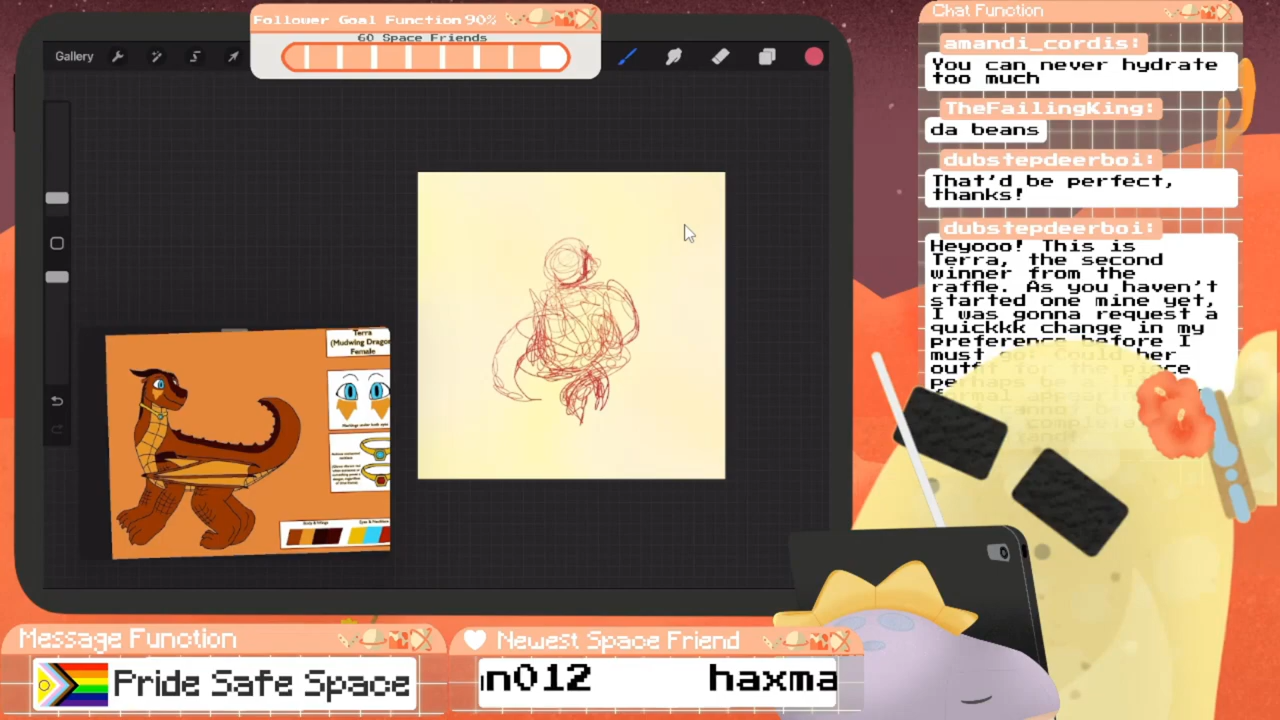 Follower Goal Function 90%
60 Space Friends
Gallery
Terra
(Mudwing Dragon
Female
Message Function
Pride Safe Space
Newest Space Friend
n012 haxma
Chat Function
amandi_cordis:
You can never hydrate
too much
TheFailingKing:
da beans
dubstepdeerboi:
That'd be perfect,
thanks!
dubstepdeerboi:
Heyooo! This is
Terra, the second
winner from the
raffle. As you haven't
started one mine yet,
I was gonna request a
quickkk change in my
preference before I
must go: Could her
outfit for the piece
perhaps be a